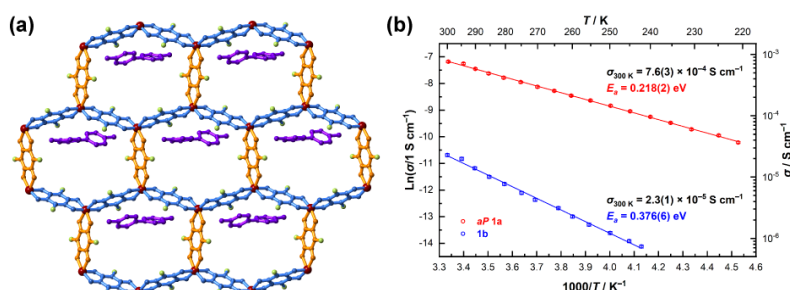 (a)
(b)
T / K
300 290 280 270 260 250 240 230 220
Ln(σ/1 S cm⁻¹)
-7
-8
-9
-10
-11
-12
-13
-14
σ300 K = 7.6(3) × 10⁻⁴ S cm⁻¹
Ea = 0.218(2) eV
σ300 K = 2.3(1) × 10⁻⁵ S cm⁻¹
Ea = 0.376(6) eV
aP 1a
1b
10⁻³
10⁻⁴
10⁻⁵
10⁻⁶
σ / S cm⁻¹
3.3 3.4 3.5 3.6 3.7 3.8 3.9 4.0 4.1 4.2 4.3 4.4 4.5 4.6
1000/T / K⁻¹